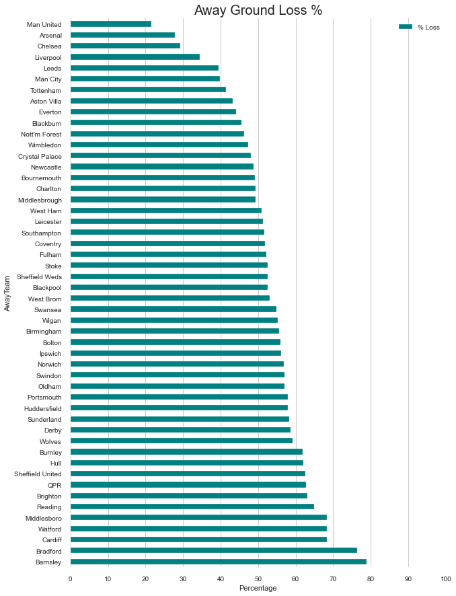 Away Ground Loss %
% Loss
AwayTeam
Man United
Arsenal
Chelsea
Liverpool
Leeds
Man City
Tottenham
Aston Villa
Everton
Blackburn
Nott'm Forest
Wimbledon
Crystal Palace
Newcastle
Bournemouth
Charlton
Middlesbrough
West Ham
Leicester
Southampton
Coventry
Fulham
Stoke
Sheffield Weds
Blackpool
West Brom
Swansea
Wigan
Birmingham
Bolton
Ipswich
Norwich
Swindon
Oldham
Portsmouth
Huddersfield
Sunderland
Derby
Wolves
Burnley
Hull
Sheffield United
QPR
Brighton
Reading
Middlesboro
Watford
Cardiff
Bradford
Barnsley
0 10 20 30 40 50 60 70 80 90 100
Percentage